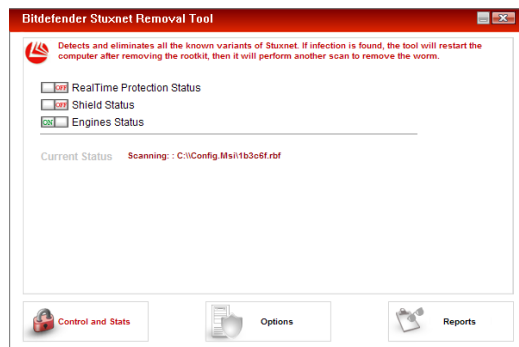 Bitdefender Stuxnet Removal Tool
Detects and eliminates all the known variants of Stuxnet. If infection is found, the tool will restart the
computer after removing the rootkit, then it will perform another scan to remove the worm.
OFF RealTime Protection Status
OFF Shield Status
ON Engines Status
Current Status Scanning: : C:\\Config.Msi\1b3c6f.rbf
Control and Stats Options Reports